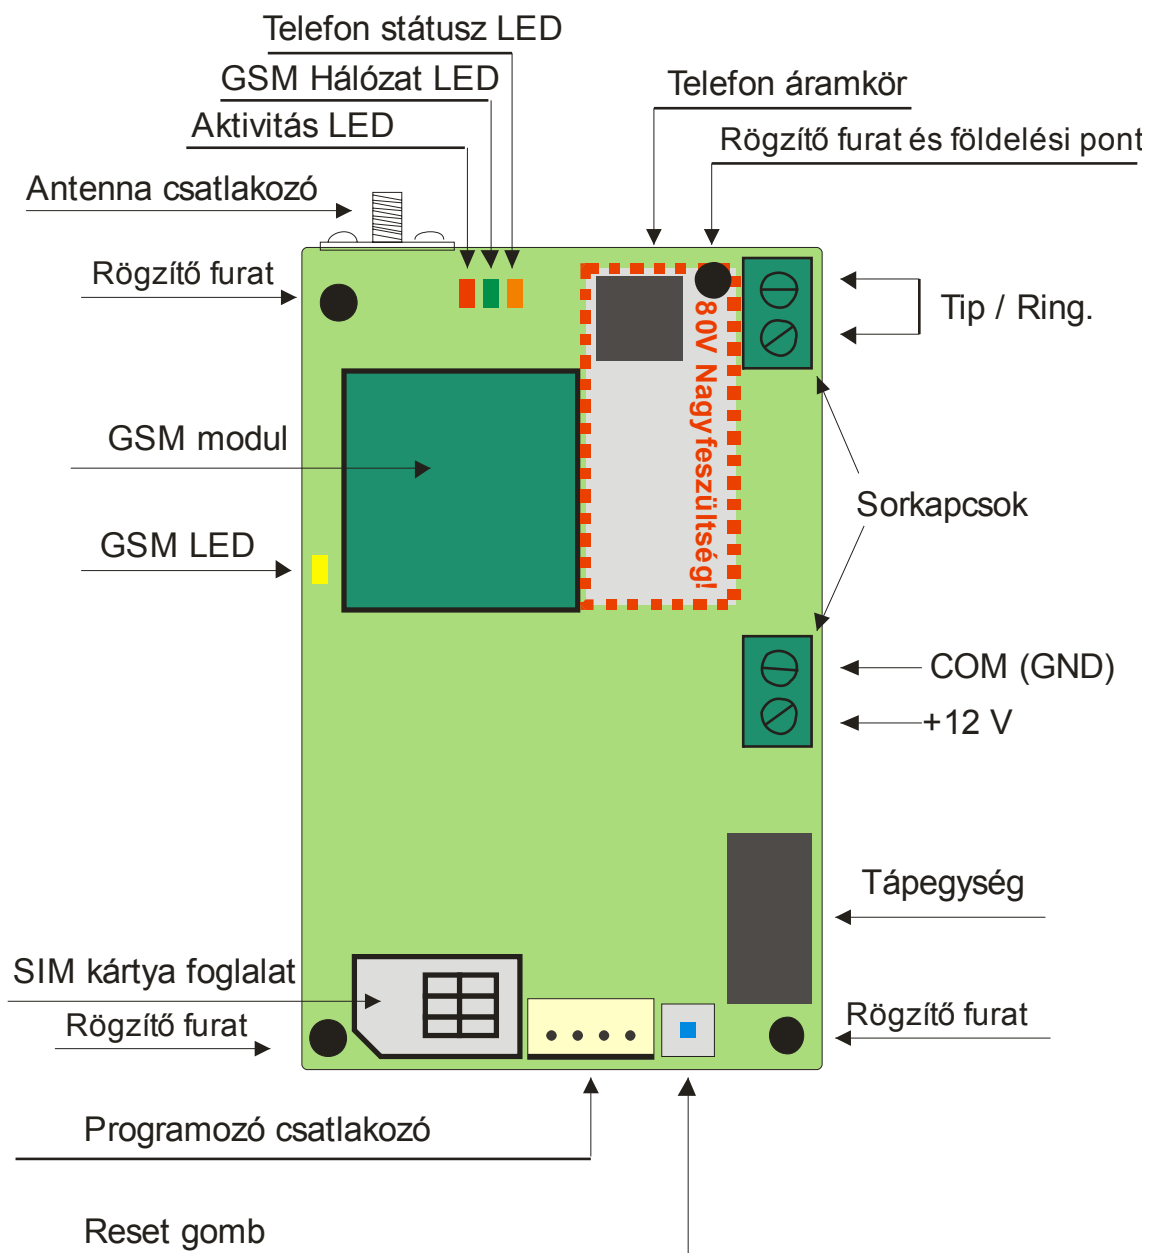 Telefon státusz LED
GSM Hálózat LED
Telefon áramkör
Aktivitás LED
Rögzítő furat és földelési pont
Antenna csatlakozó
Rögzítő furat
Tip / Ring.
80V Nagyfeszültség!
GSM modul
Sorkapcsok
GSM LED
COM (GND)
+12 V
Tápegység
SIM kártya foglalat
Rögzítő furat
Rögzítő furat
Programozó csatlakozó
Reset gomb